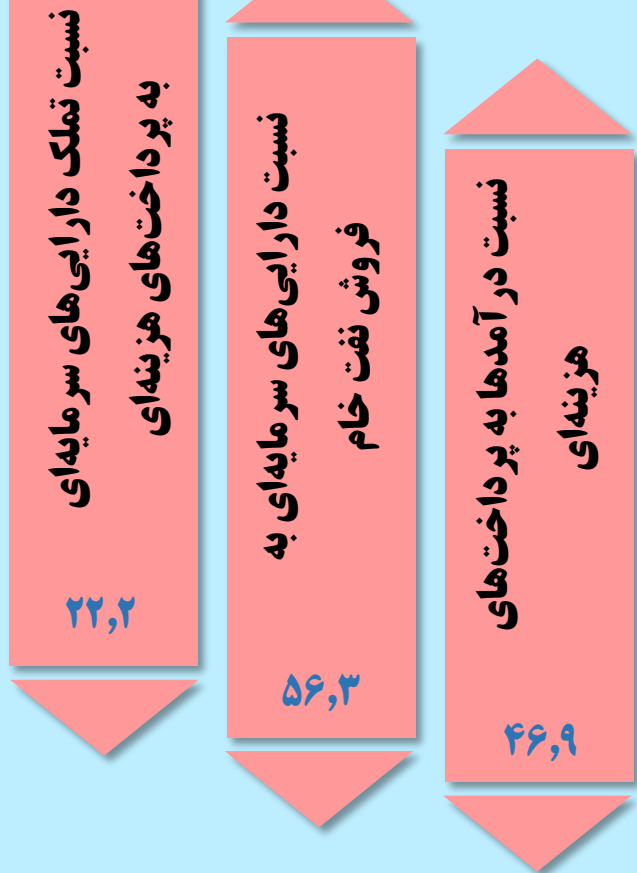 نسبت درآمدها به پرداخت‌های
هزینه‌ای
۴۶,۹
نسبت دارایی‌های سرمایه‌ای به
فروش نفت خام
۵۶,۳
نسبت تملک دارایی‌های سرمایه‌ای
به پرداخت‌های هزینه‌ای
۲۲,۲